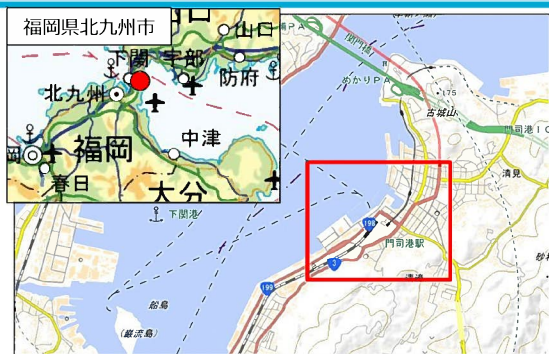 福岡県北九州市
山口
下関
宇部
防府
北九州
福岡
中津
春日
大分
関門橋
めかりPA
175
古城山
門司港IC
清見
下関港
198
門司港駅
3
清滝
199
船島
(巌流島)